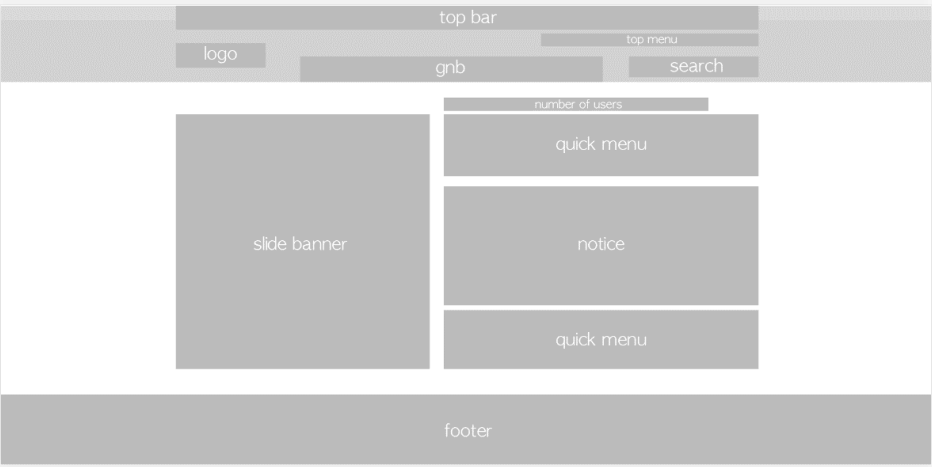 top bar
top menu
logo
gnb
search
number of users
quick menu
slide banner
notice
quick menu
footer